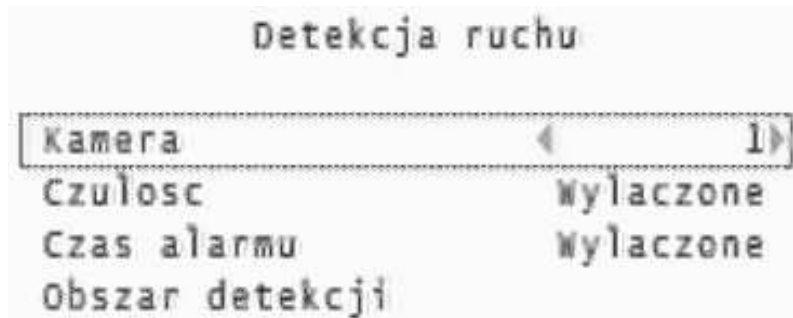 Detekcja ruchu
Kamera 1
Czulosc Wylaczone
Czas alarmu Wylaczone
Obszar detekcji